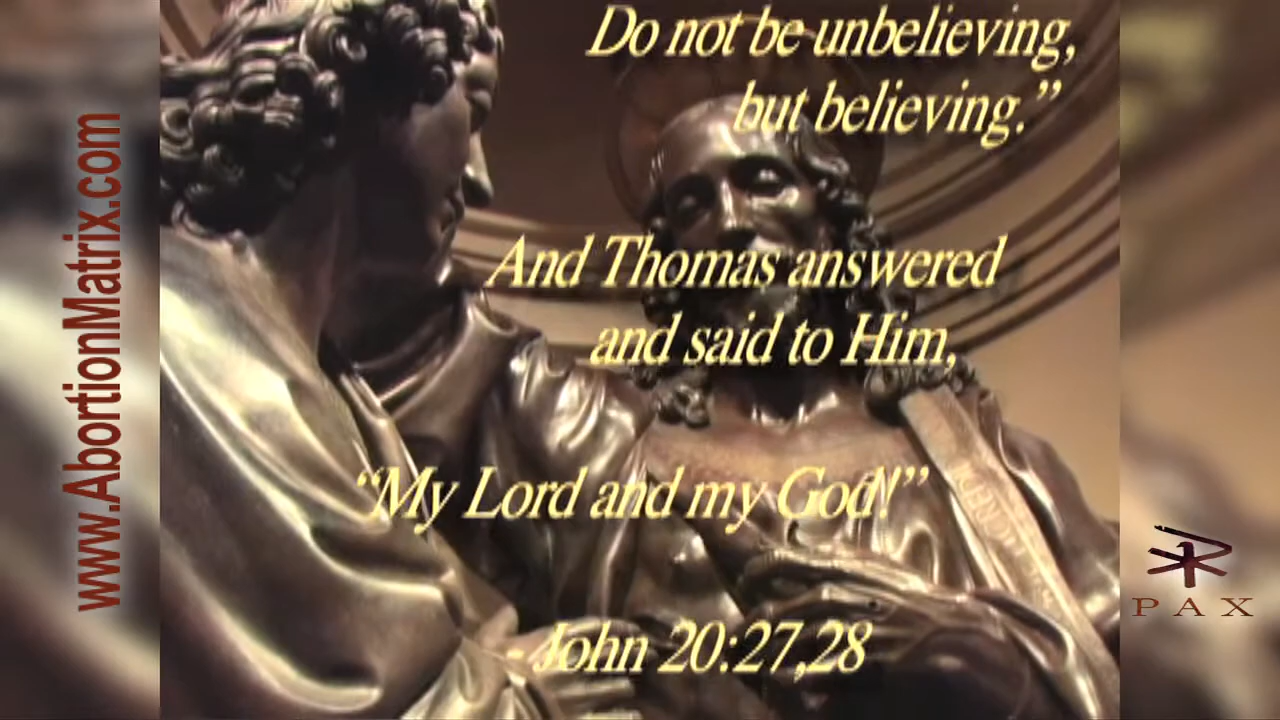 www.AbortionMatrix.com
Do not be unbelieving,
but believing.”
And Thomas answered
and said to Him,
“My Lord and my God!”
- John 20:27,28
PAX